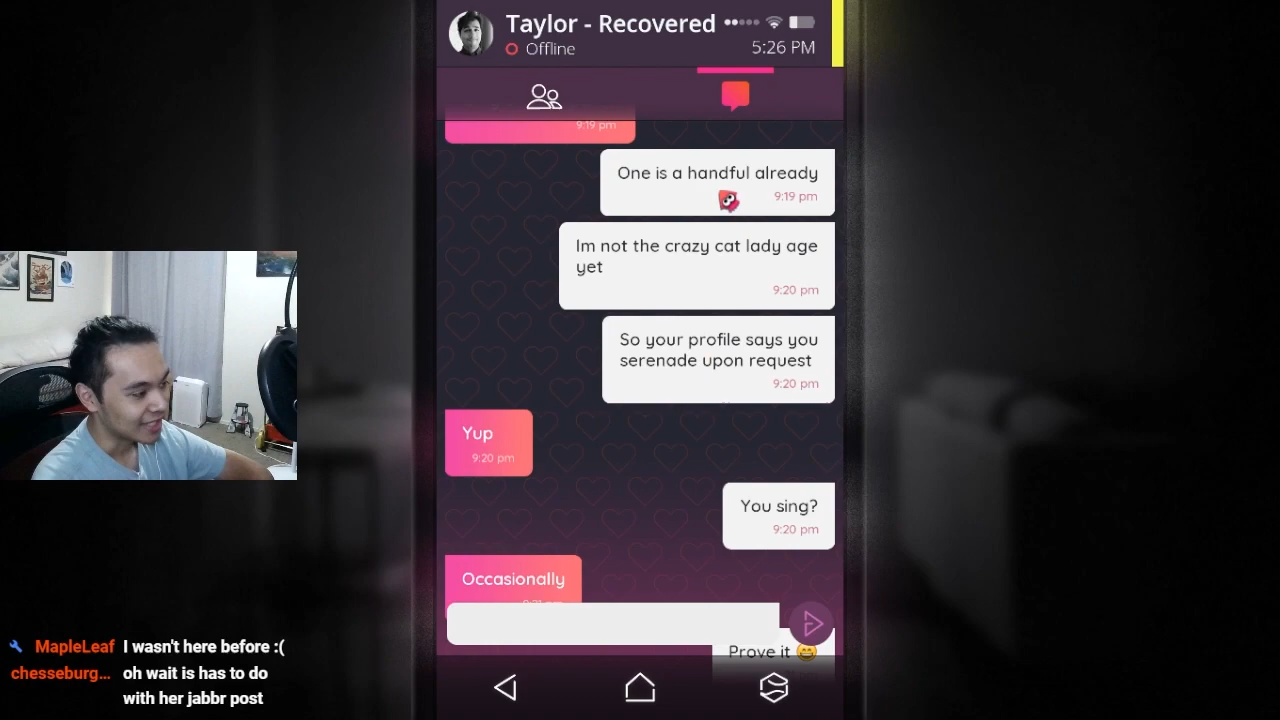 Taylor - Recovered
Offline
5:26 PM
9:19 pm
One is a handful already
9:19 pm
Im not the crazy cat lady age
yet
9:20 pm
So your profile says you
serenade upon request
9:20 pm
Yup
9:20 pm
You sing?
9:20 pm
Occasionally
Prove it 😄
MapleLeaf I wasn't here before :(
chesseburg... oh wait is has to do
with her jabbr post